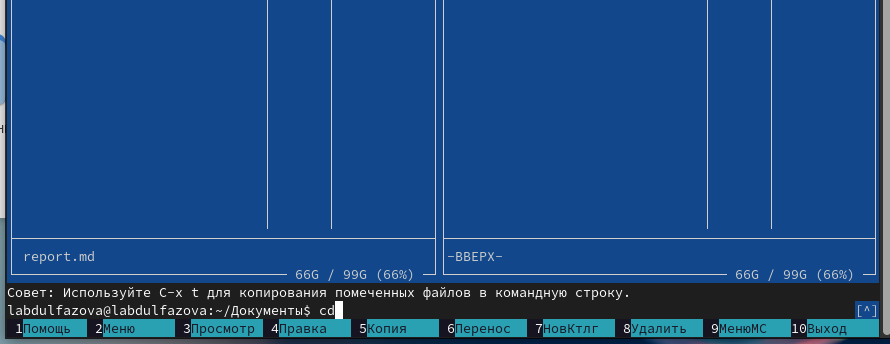 report.md
-ВВЕРХ-
66G / 99G (66%)
66G / 99G (66%)
Совет: Используйте C-x t для копирования помеченных файлов в командную строку.
labdulfazova@labdulfazova:~/Документы$ cd
[^]
1Помощь 2Меню 3Просмотр 4Правка 5Копия 6Перенос 7НовКтлг 8Удалить 9МенюMC 10Выход